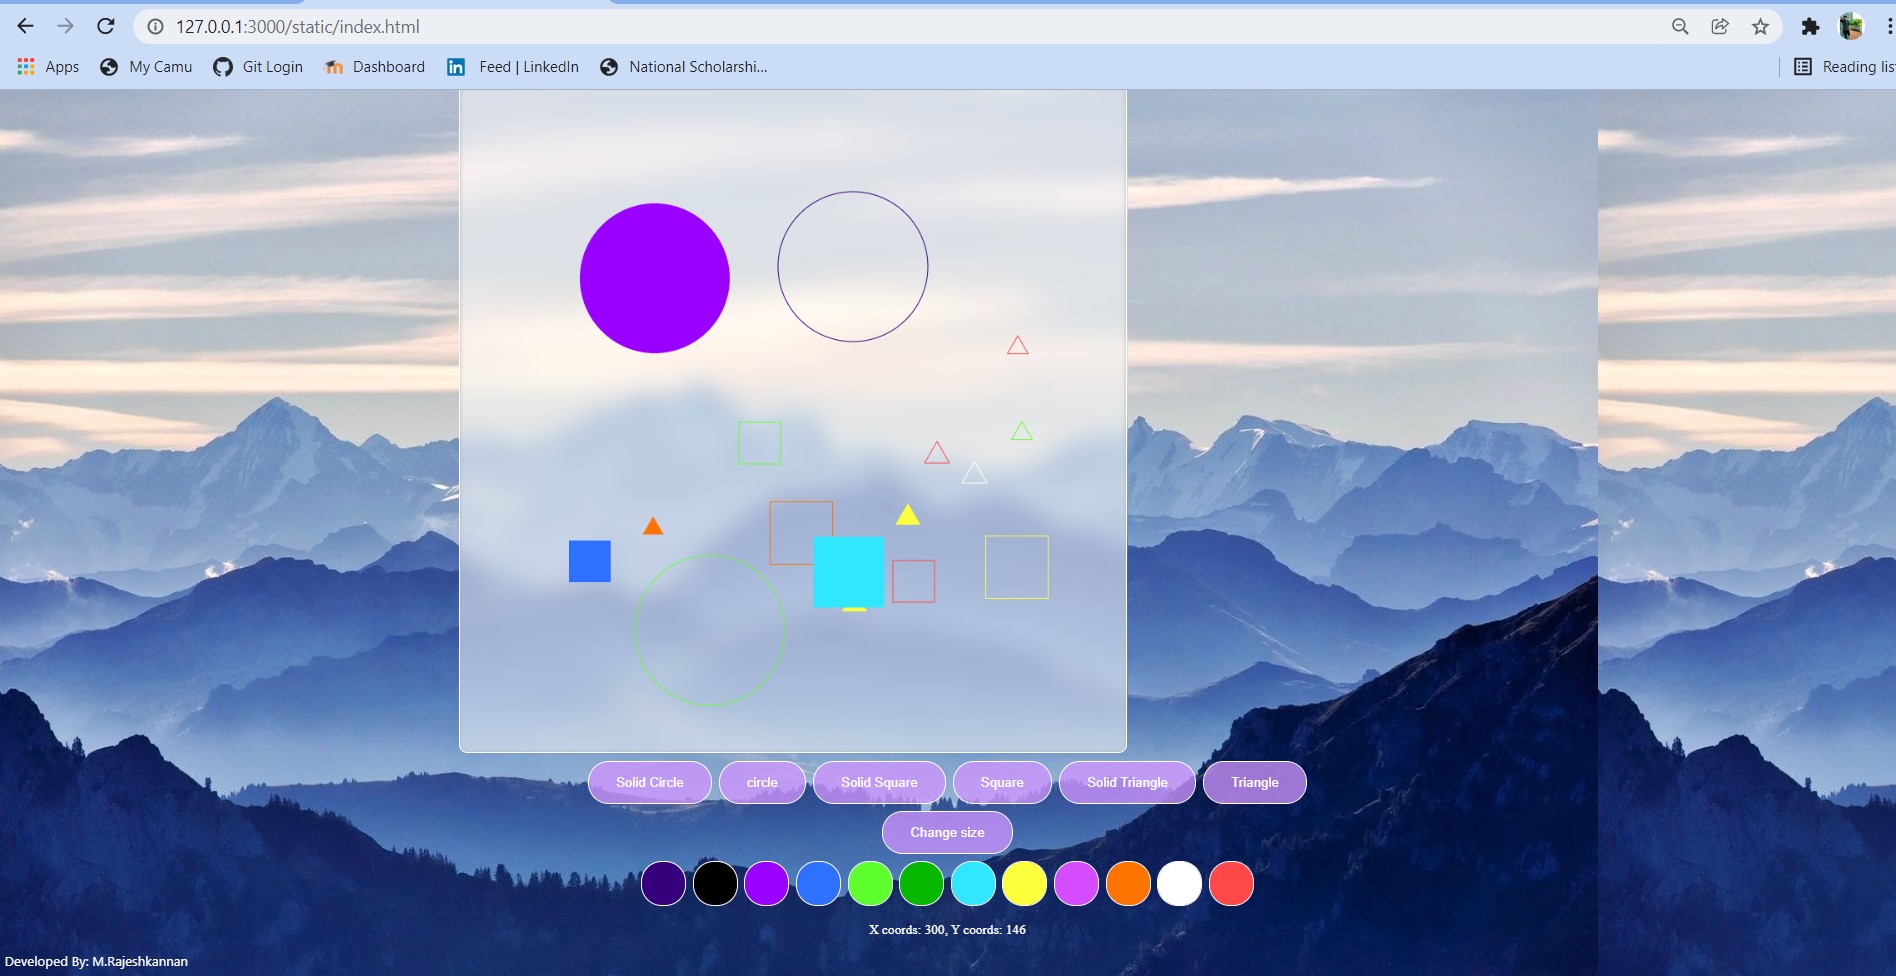 127.0.0.1:3000/static/index.html
Apps My Camu Git Login Dashboard Feed | LinkedIn National Scholarshi... Reading list
Solid Circle circle Solid Square Square Solid Triangle Triangle
Change size
X coords: 300, Y coords: 146
Developed By: M.Rajeshkannan